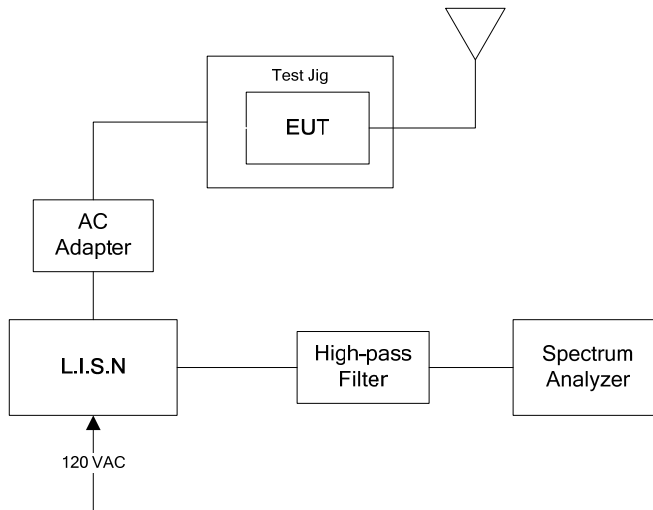 Test Jig
EUT
AC
Adapter
L.I.S.N
High-pass
Filter
Spectrum
Analyzer
120 VAC